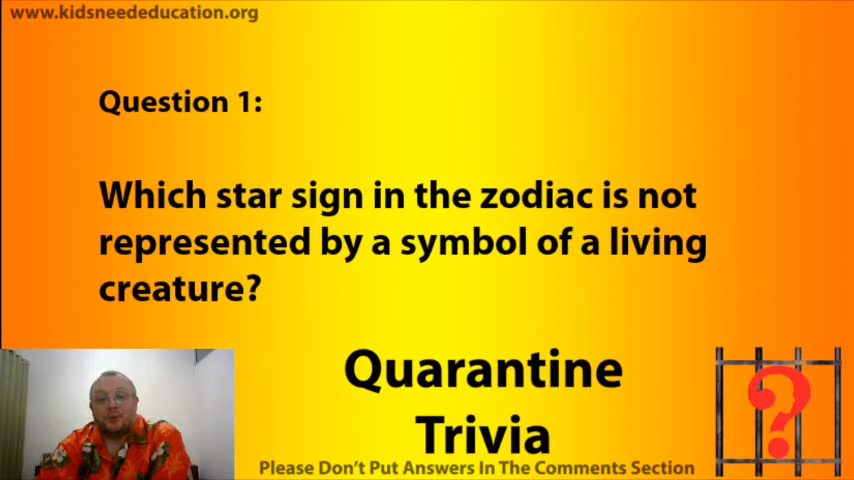 www.kidsneededucation.org
Question 1:
Which star sign in the zodiac is not
represented by a symbol of a living
creature?
Quarantine
Trivia
Please Don't Put Answers In The Comments Section